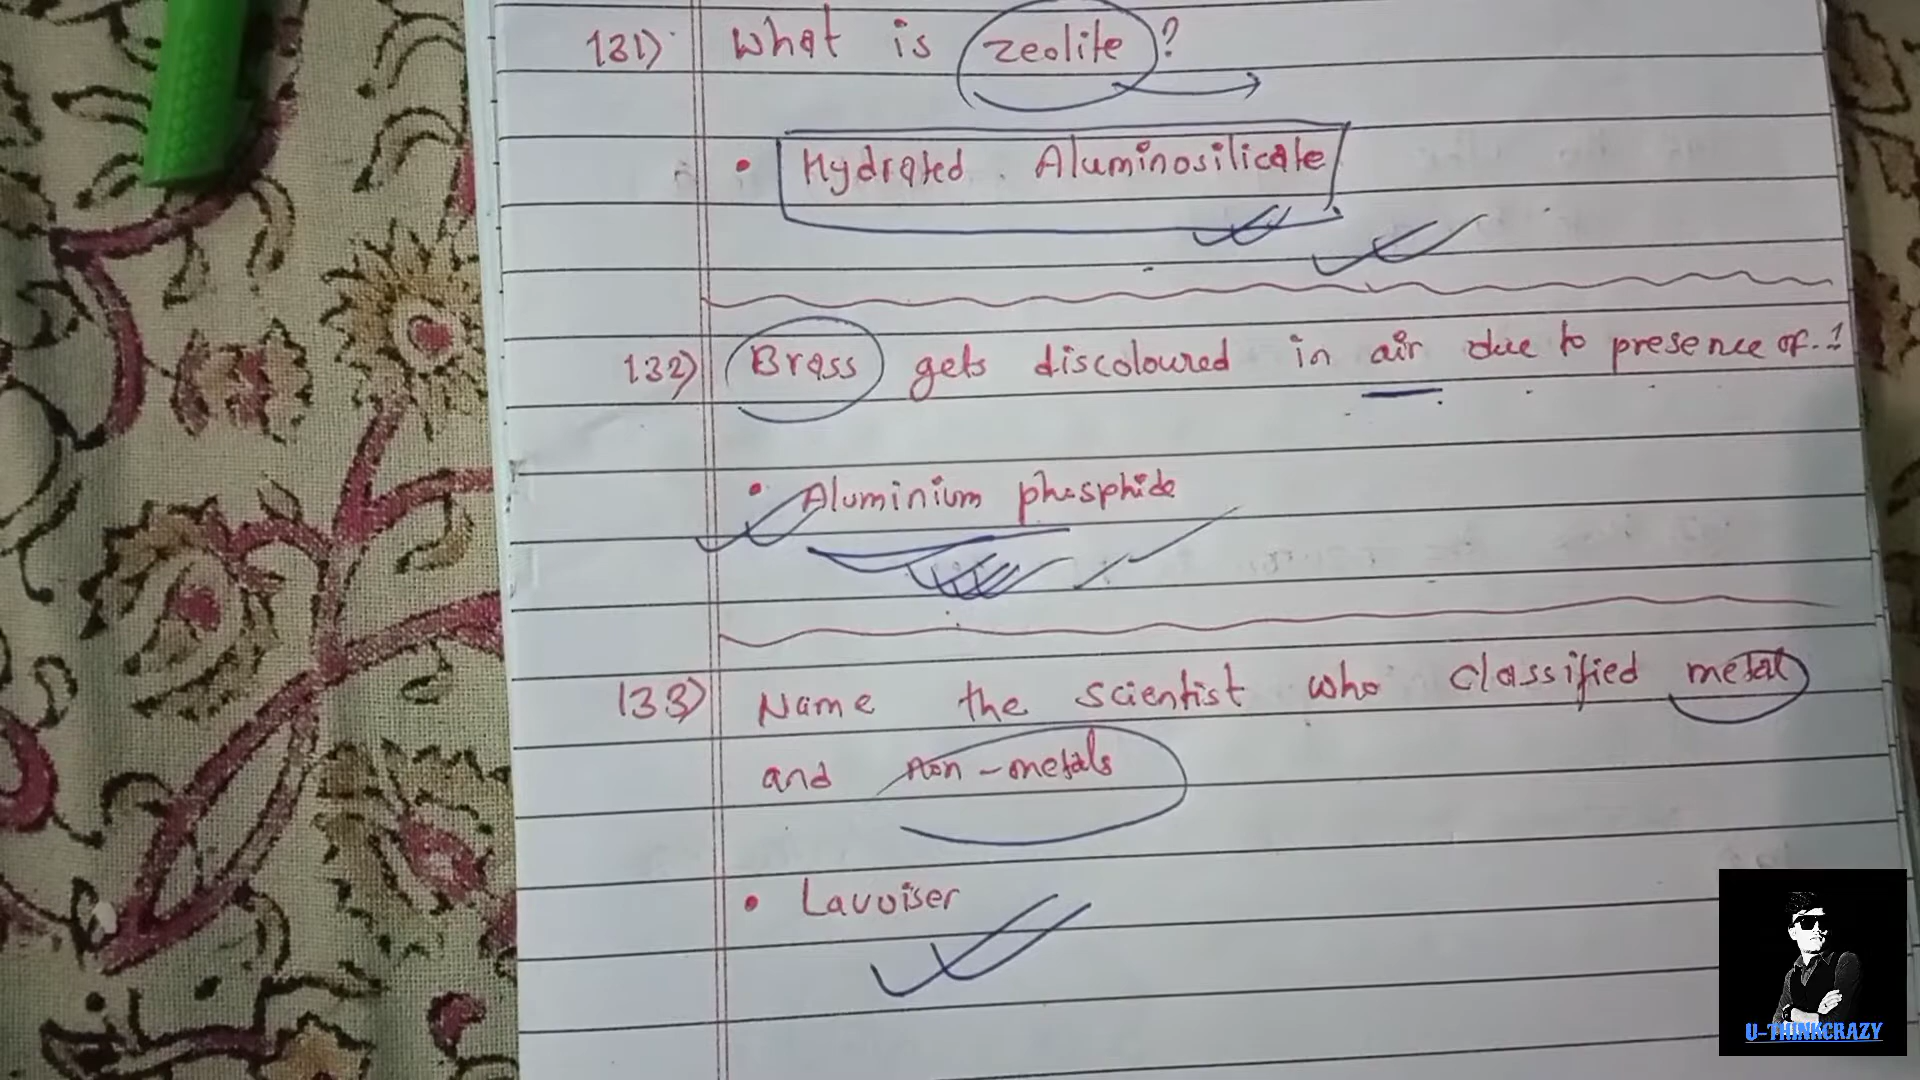 131) What is zeolite ?
• Hydrated Aluminosilicate
132) Brass gets discoloured in air due to presence of..?
• Aluminium phosphide
133) Name the scientist who classified metal
and non-metals
• Lavoiser
U-THINKCRAZY